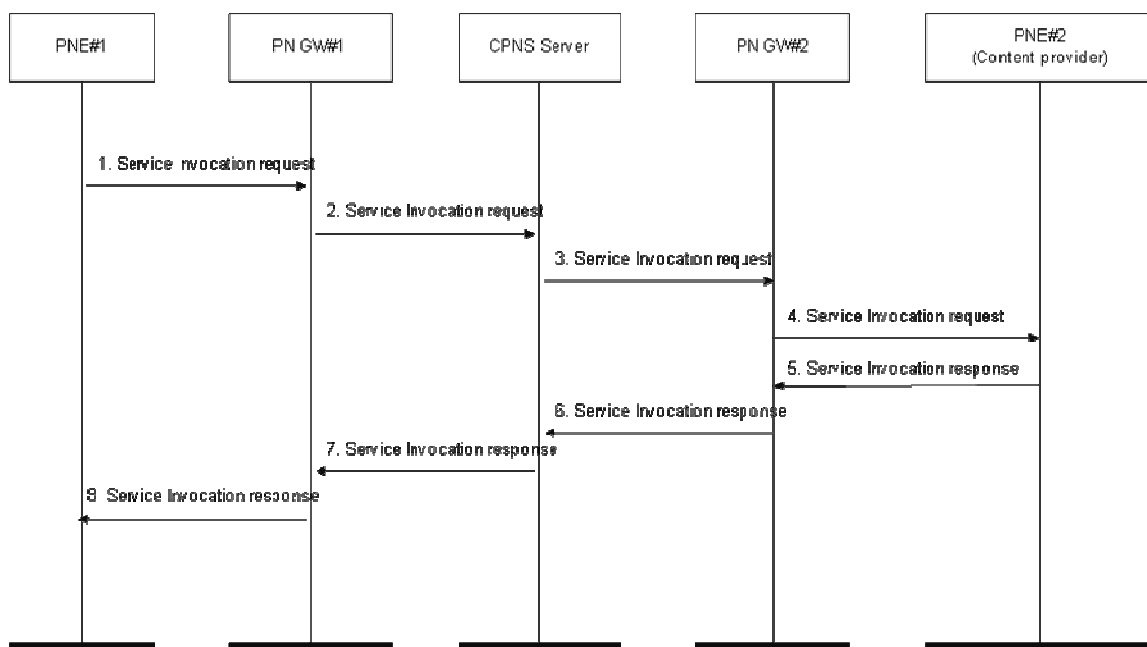 PNE#1
PN GW#1
CPNS Server
PN GW#2
PNE#2
(Content provider)
1. Service Invocation request
2. Service Invocation request
3. Service Invocation request
4. Service Invocation request
5. Service Invocation response
6. Service Invocation response
7. Service Invocation response
8 Service Invocation response